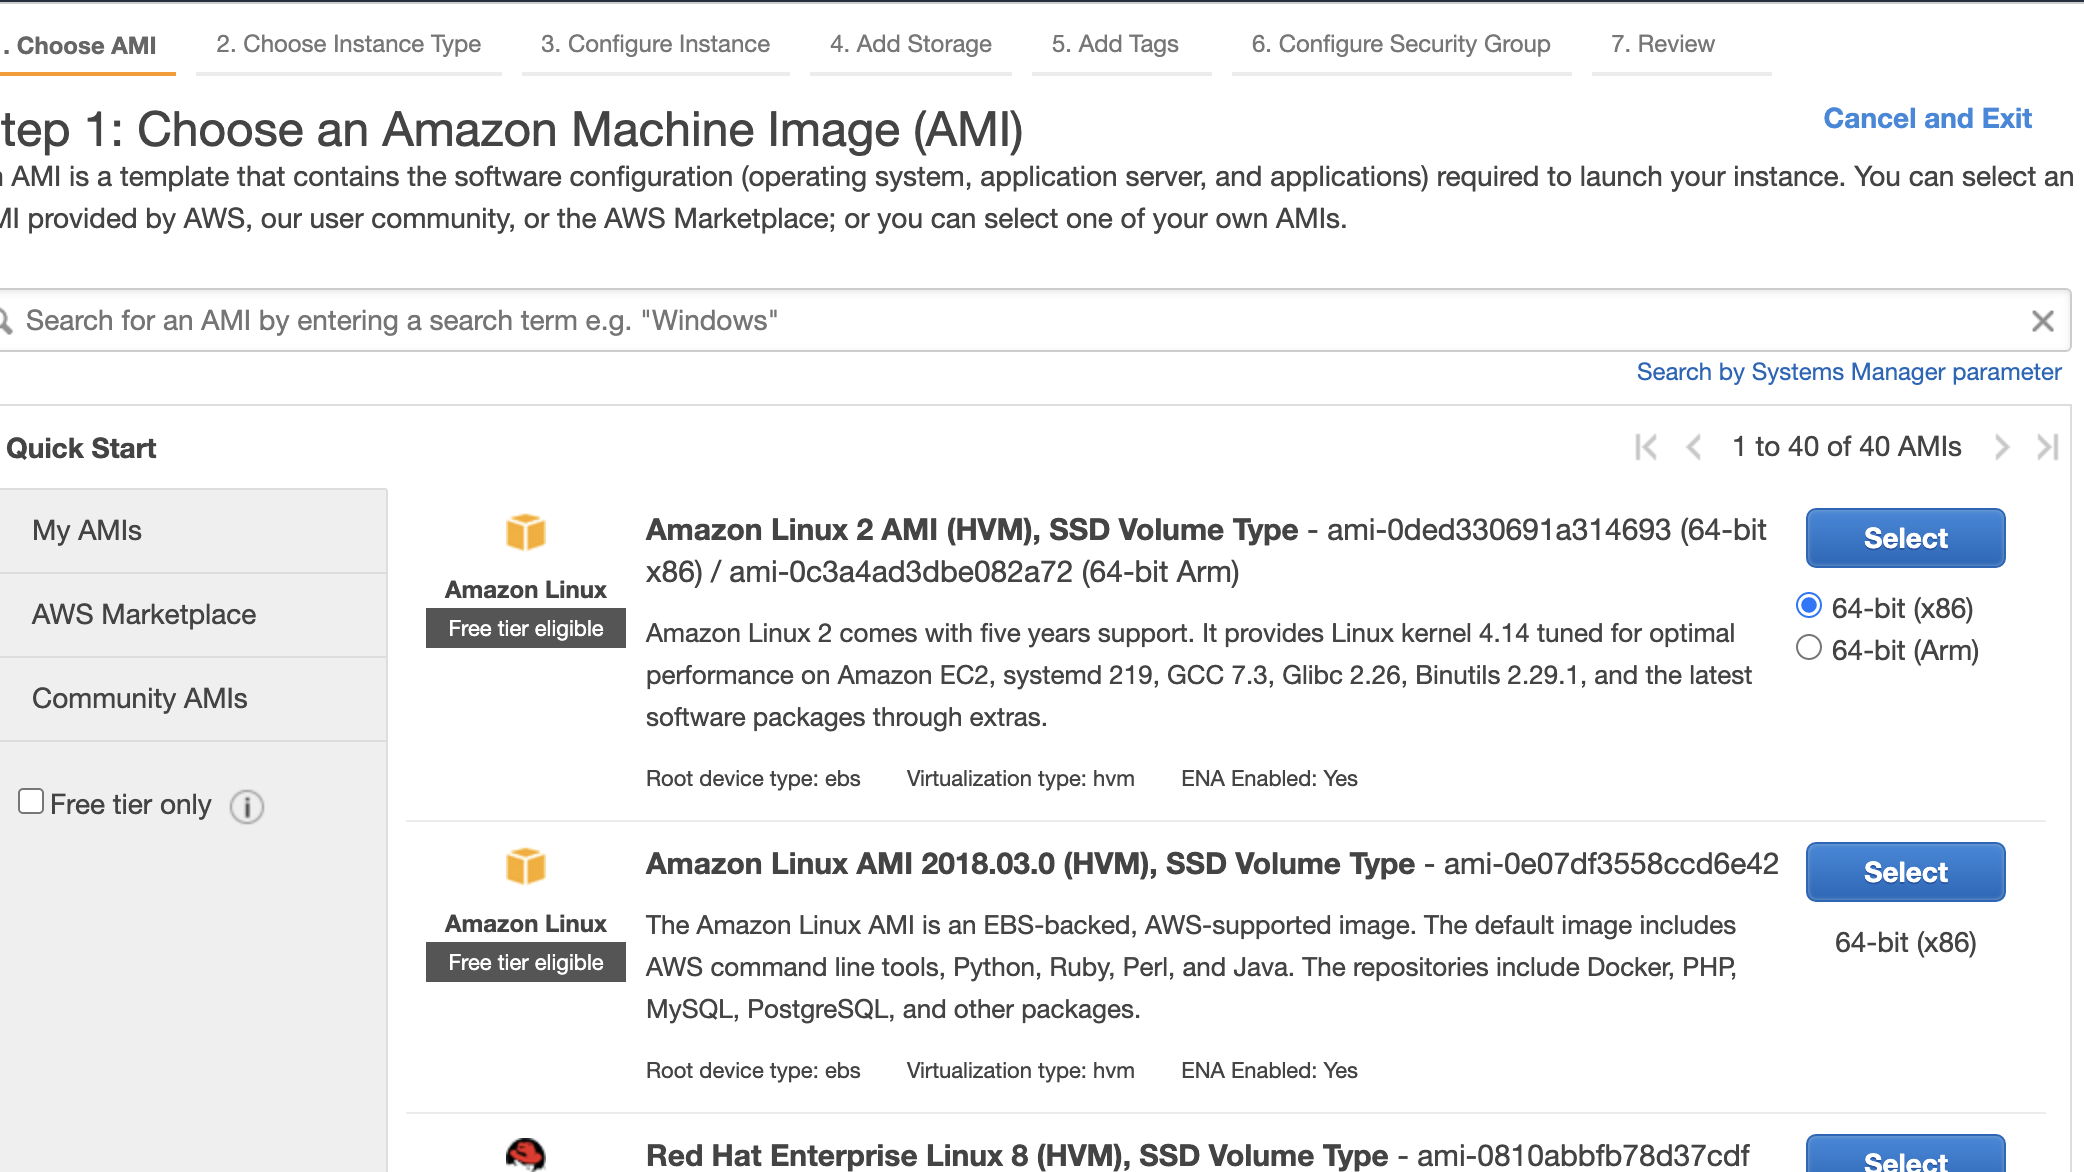 . Choose AMI 2. Choose Instance Type 3. Configure Instance 4. Add Storage 5. Add Tags 6. Configure Security Group 7. Review
tep 1: Choose an Amazon Machine Image (AMI)
Cancel and Exit
AMI is a template that contains the software configuration (operating system, application server, and applications) required to launch your instance. You can select an
MI provided by AWS, our user community, or the AWS Marketplace; or you can select one of your own AMIs.
Search for an AMI by entering a search term e.g. "Windows"
Search by Systems Manager parameter
Quick Start
1 to 40 of 40 AMIs
My AMIs
AWS Marketplace
Community AMIs
Free tier only
Amazon Linux
Free tier eligible
Amazon Linux 2 AMI (HVM), SSD Volume Type - ami-0ded330691a314693 (64-bit
x86) / ami-0c3a4ad3dbe082a72 (64-bit Arm)
Amazon Linux 2 comes with five years support. It provides Linux kernel 4.14 tuned for optimal
performance on Amazon EC2, systemd 219, GCC 7.3, Glibc 2.26, Binutils 2.29.1, and the latest
software packages through extras.
Root device type: ebs Virtualization type: hvm ENA Enabled: Yes
Select
64-bit (x86)
64-bit (Arm)
Amazon Linux
Free tier eligible
Amazon Linux AMI 2018.03.0 (HVM), SSD Volume Type - ami-0e07df3558ccd6e42
The Amazon Linux AMI is an EBS-backed, AWS-supported image. The default image includes
AWS command line tools, Python, Ruby, Perl, and Java. The repositories include Docker, PHP,
MySQL, PostgreSQL, and other packages.
Root device type: ebs Virtualization type: hvm ENA Enabled: Yes
Select
64-bit (x86)
Red Hat Enterprise Linux 8 (HVM), SSD Volume Type - ami-0810abbfb78d37cdf
Select